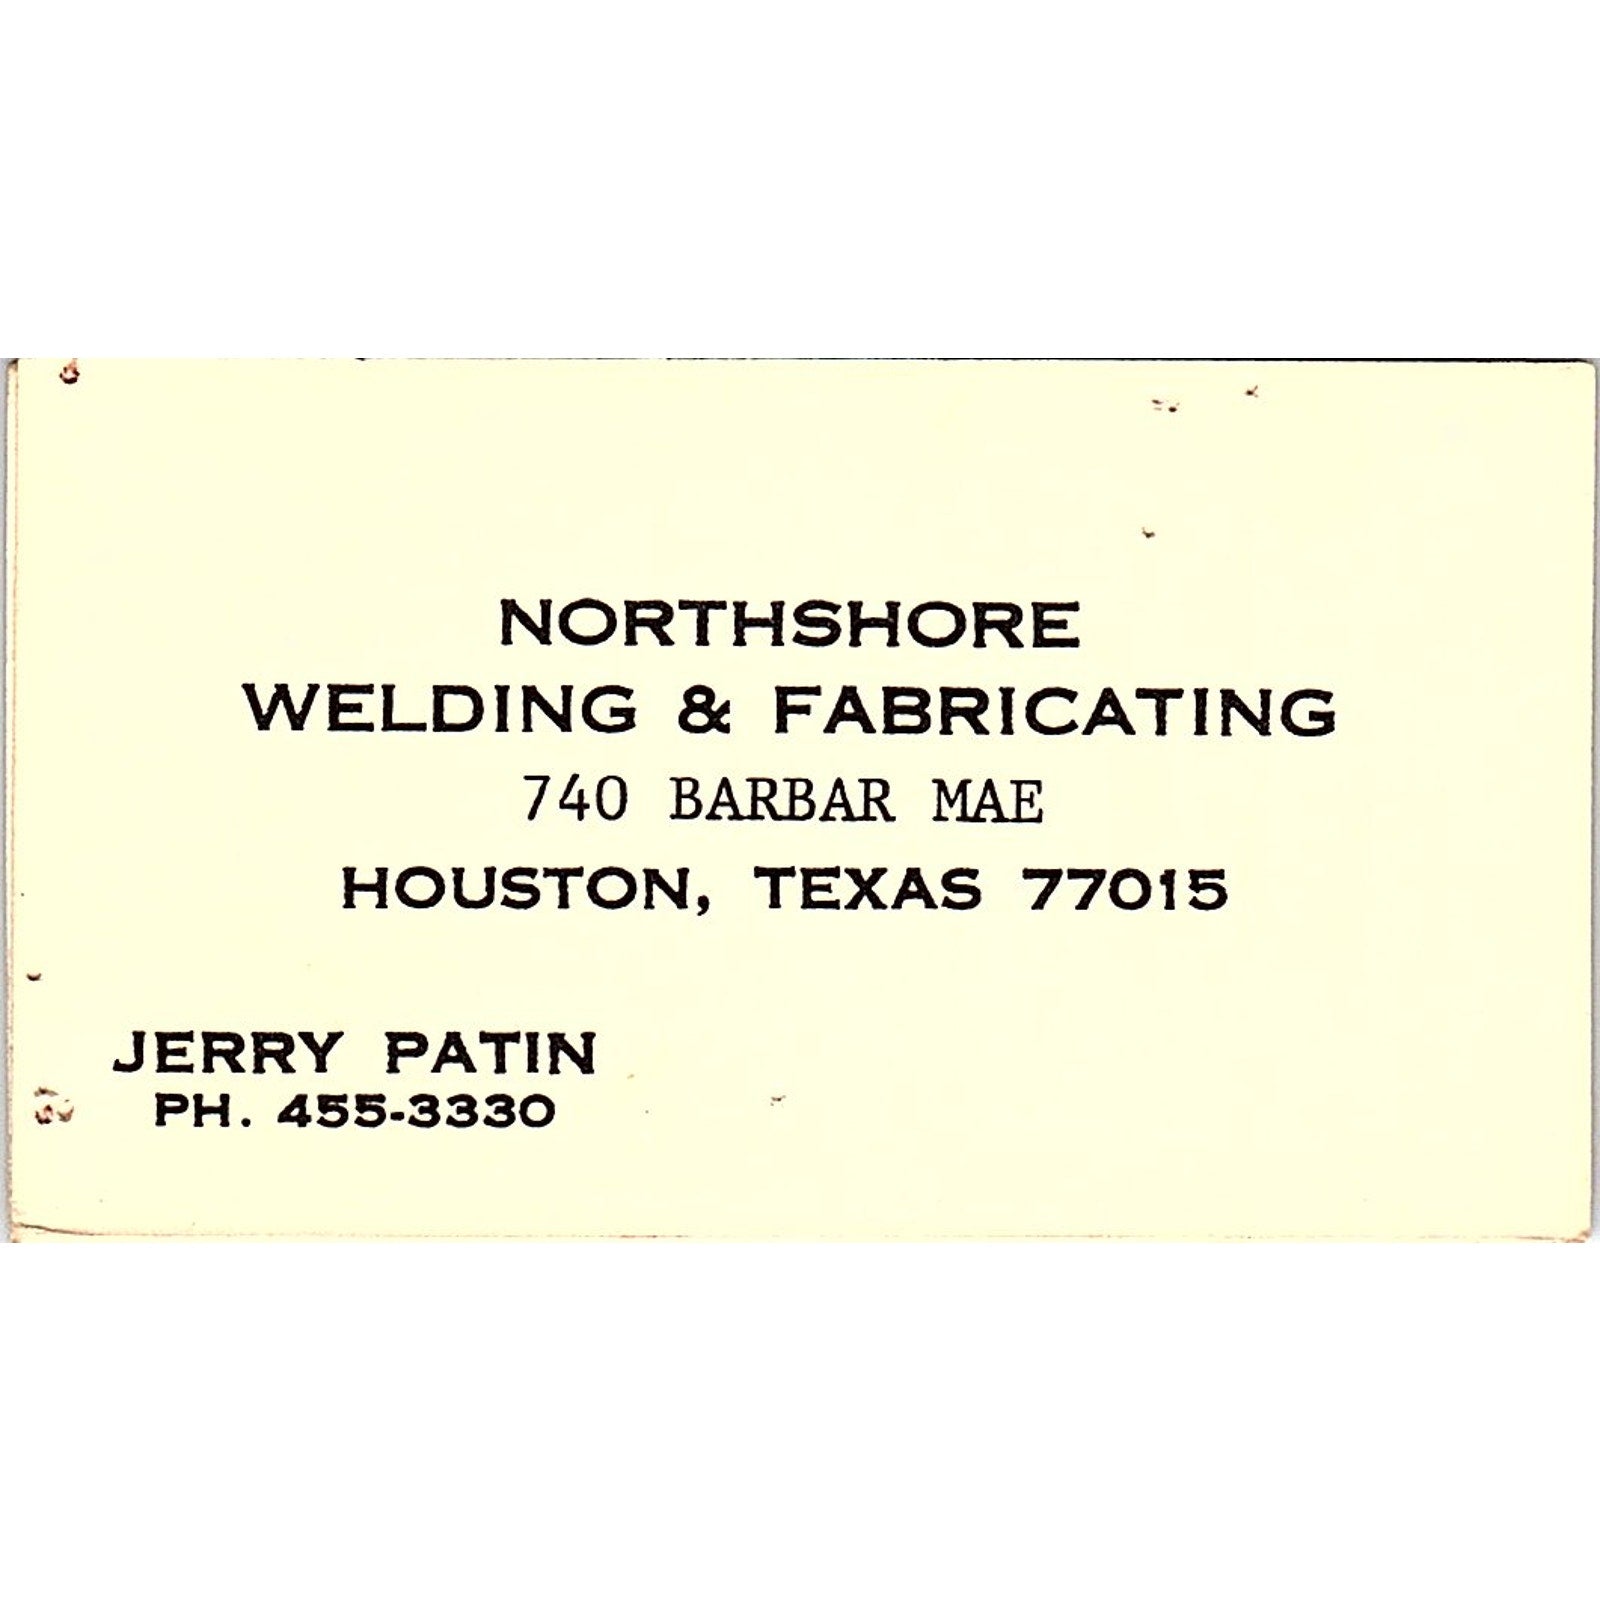 NORTHSHORE
WELDING & FABRICATING
740 BARBAR MAE
HOUSTON, TEXAS 77015
JERRY PATIN
PH. 455-3330